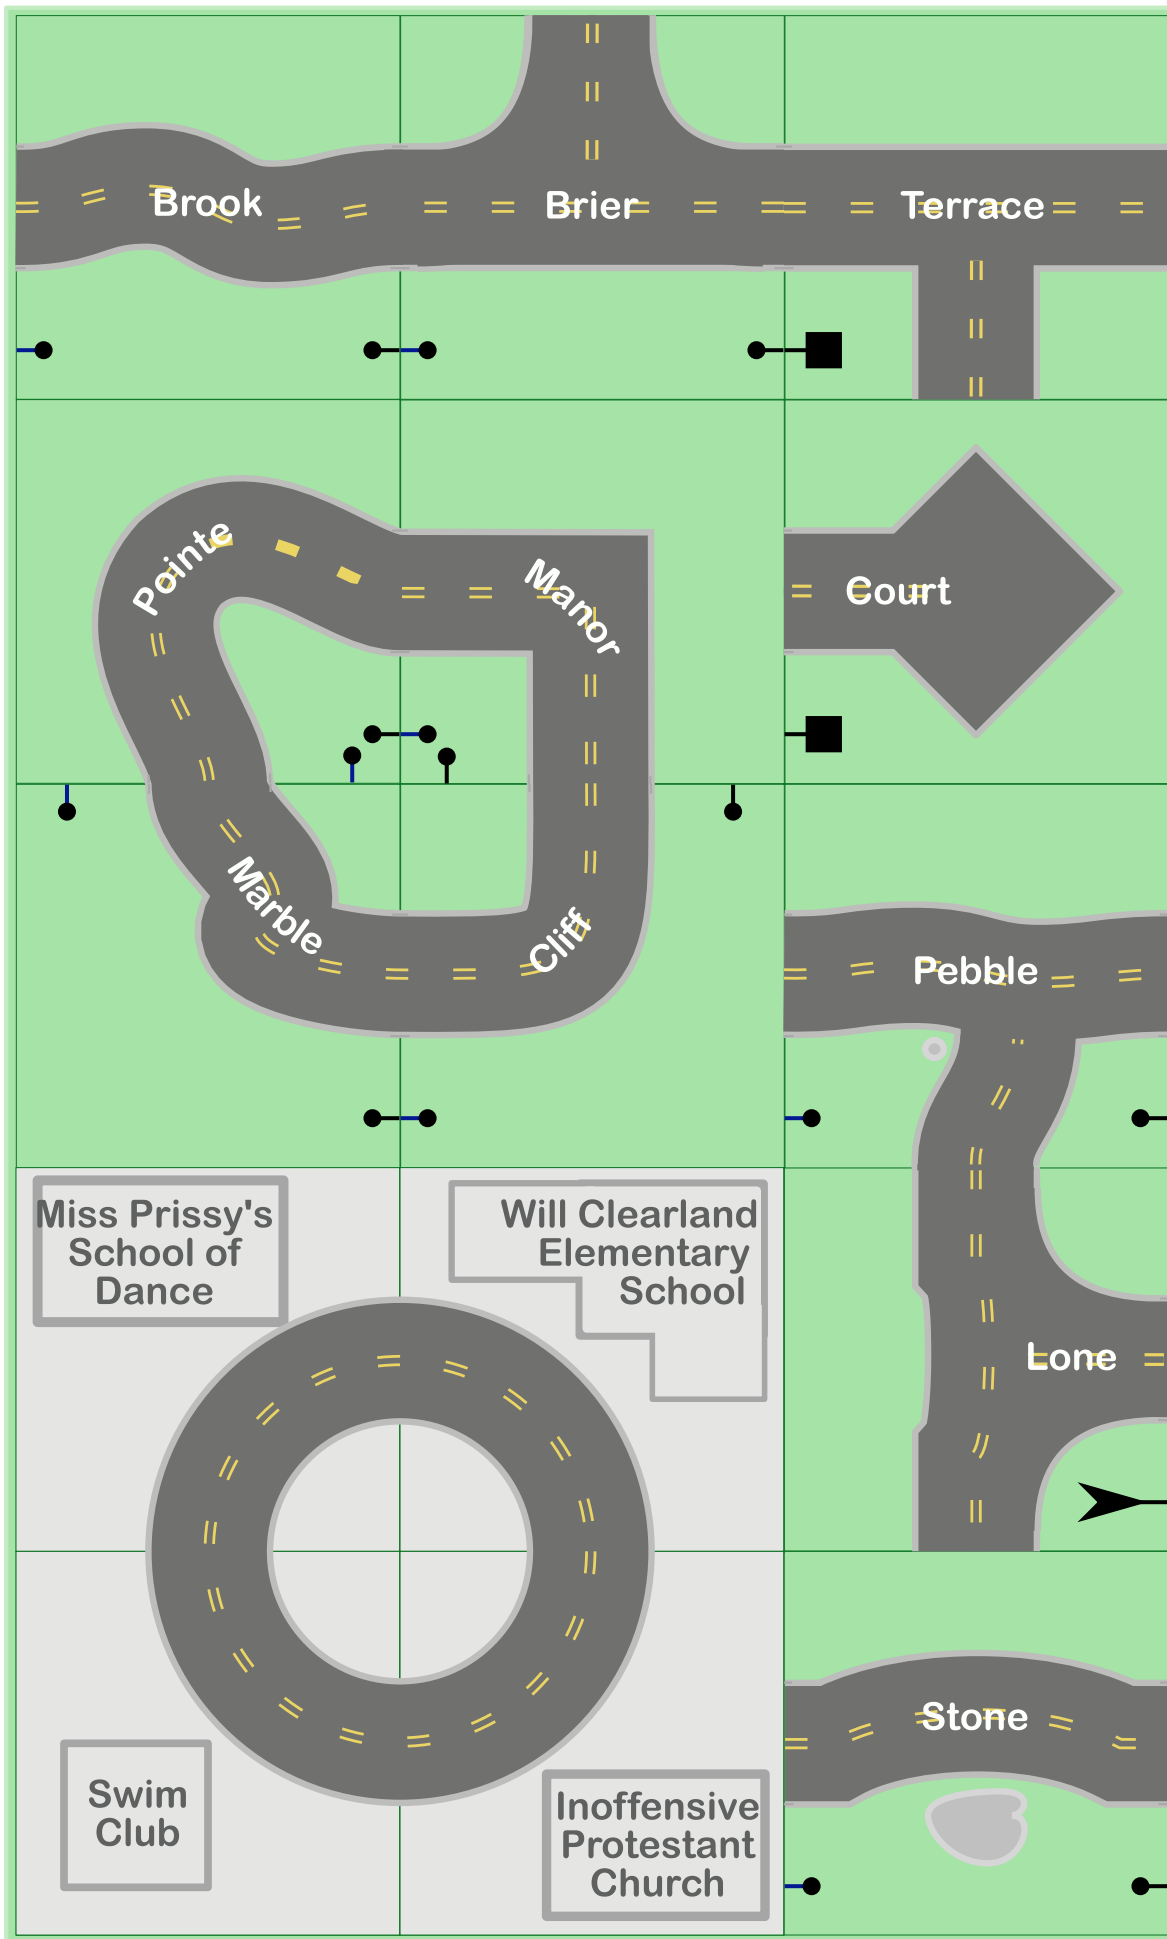 Brook Brier Terrace
Pointe
Manor
Court
Marble
Cliff
Pebble
Miss Prissy's
School of
Dance
Will Clearland
Elementary
School
Lone
Stone
Swim
Club
Inoffensive
Protestant
Church